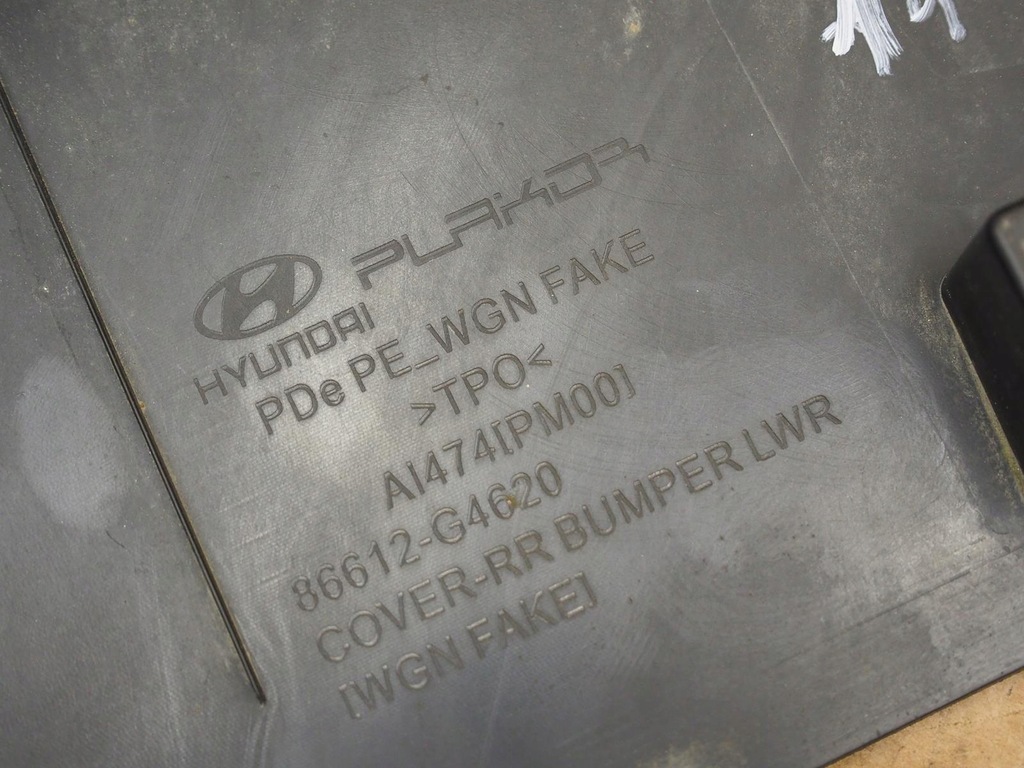 HYUNDAI PLAKOR
PDe PE_WGN FAKE
>TPO<
AI474[PM00]
86612-G4620
COVER-RR BUMPER LWR
[WGN FAKE]